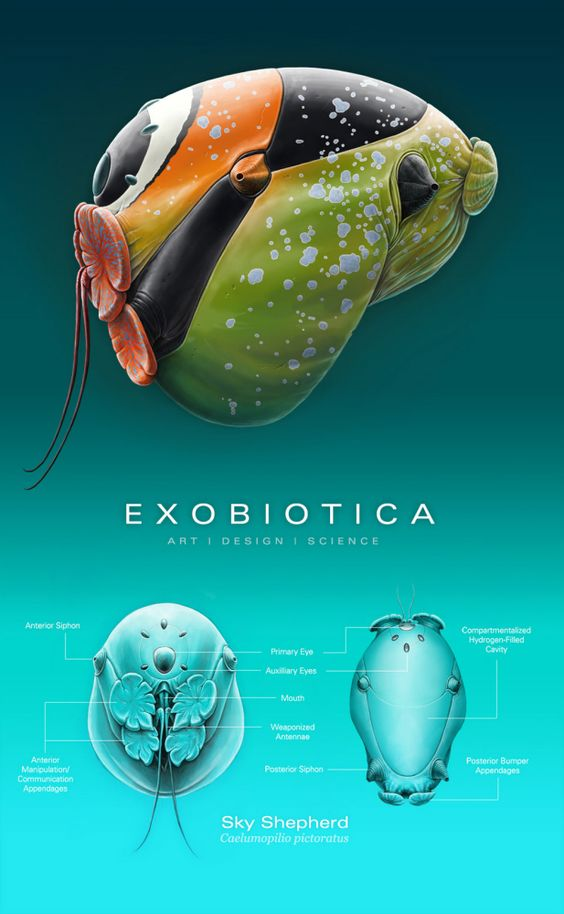 EXOBIOTICA
ART | DESIGN | SCIENCE
Anterior Siphon
Primary Eye
Auxilliary Eyes
Mouth
Weaponized
Antennae
Anterior
Manipulation/
Communication
Appendages
Posterior Siphon
Compartmentalized
Hydrogen-Filled
Cavity
Posterior Bumper
Appendages
Sky Shepherd
Caelumopilio pictoratus